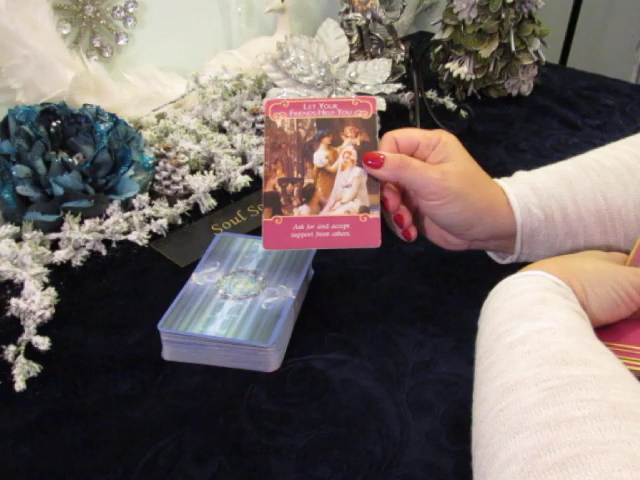 Let Your
Friends Help You
Ask for and accept
support from others.
Soul